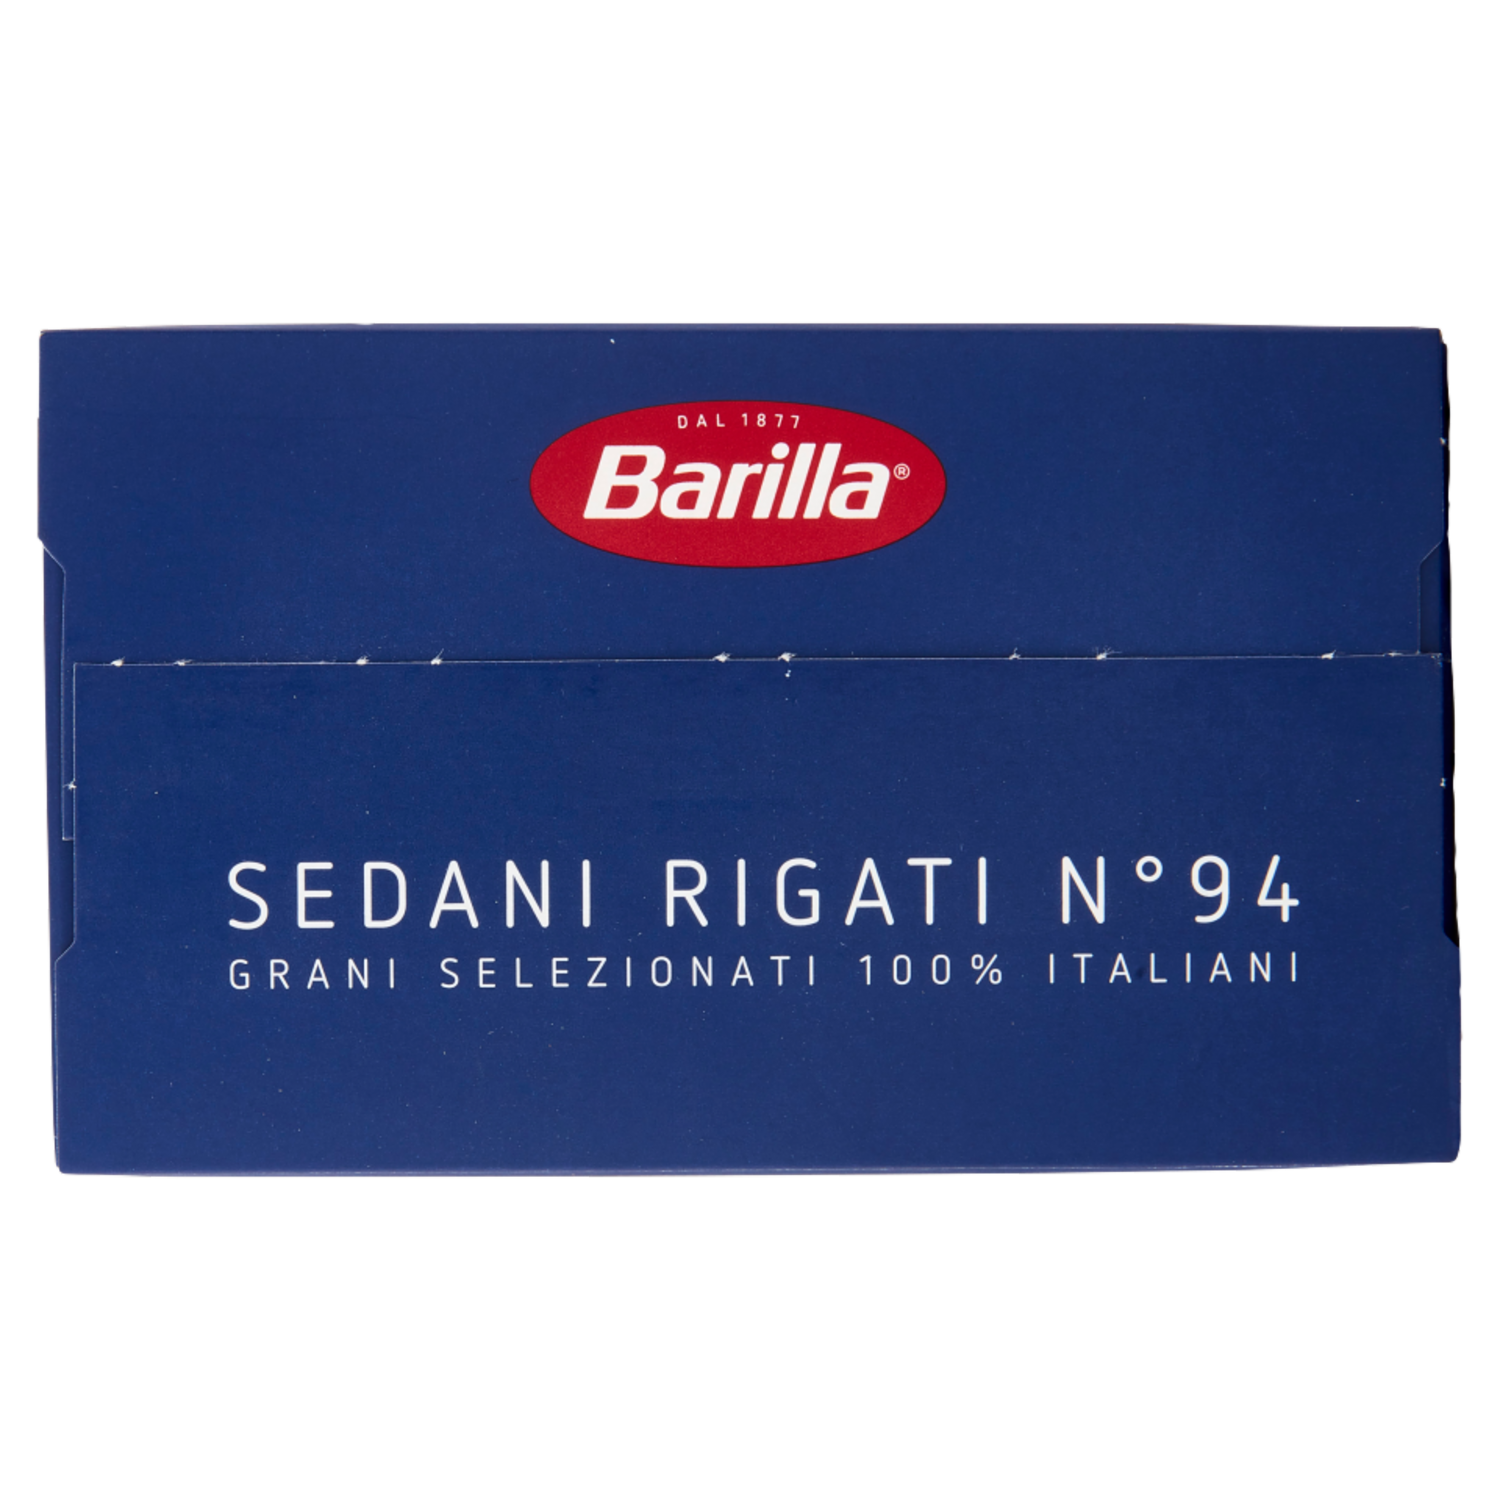 DAL 1877
Barilla®
SEDANI RIGATI N°94
GRANI SELEZIONATI 100% ITALIANI